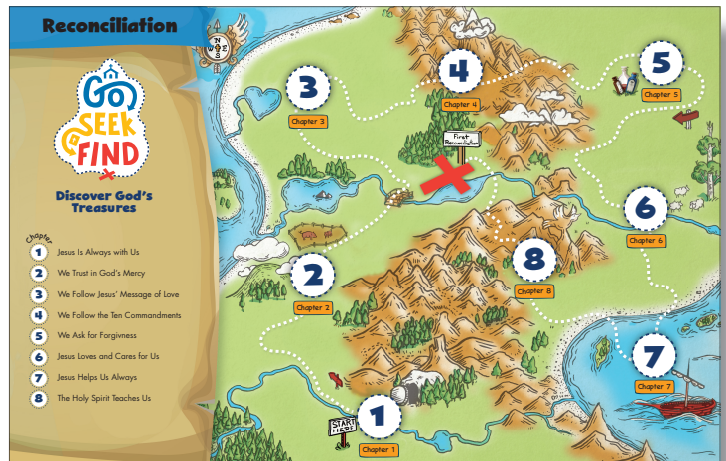 Reconciliation
GO
SEEK
FIND
Discover God's
Treasures
Chapter
1 Jesus Is Always with Us
2 We Trust in God's Mercy
3 We Follow Jesus' Message of Love
4 We Follow the Ten Commandments
5 We Ask for Forgivness
6 Jesus Loves and Cares for Us
7 Jesus Helps Us Always
8 The Holy Spirit Teaches Us
N
W E
S
3
Chapter 3
4
Chapter 4
5
Chapter 5
First
Reconciliation
6
Chapter 6
2
Chapter 2
8
Chapter 8
7
Chapter 7
START
HERE
1
Chapter 1